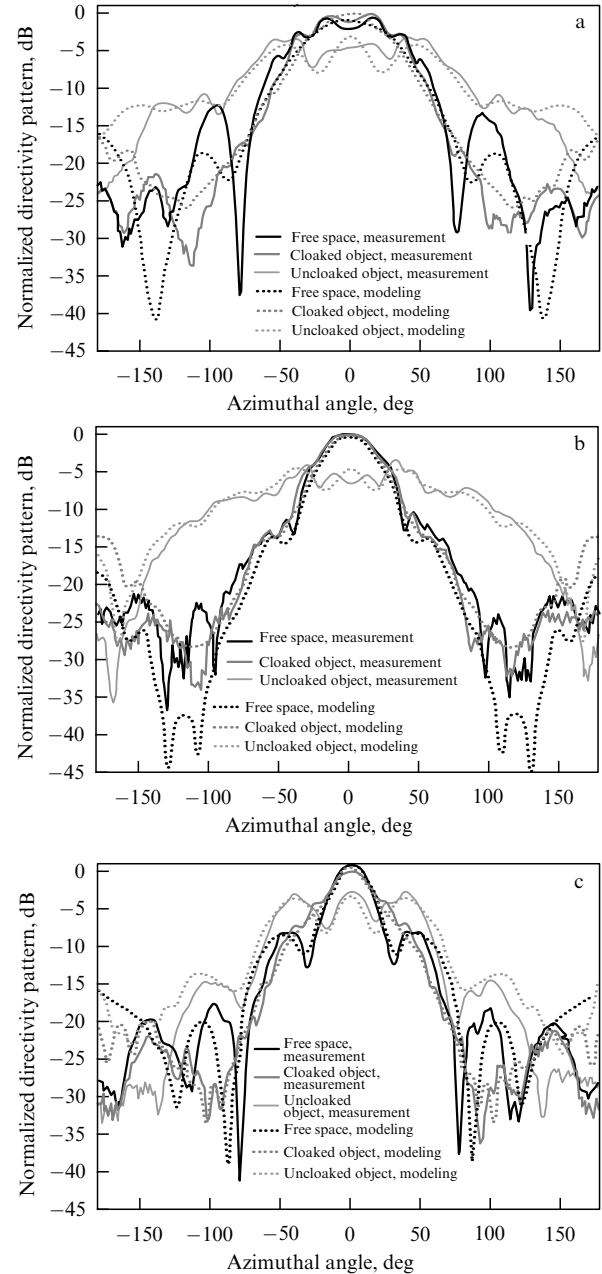 a
Normalized directivity pattern, dB
0
−5
−10
−15
−20
−25
−30
−35
−40
−45
Free space, measurement
Cloaked object, measurement
Uncloaked object, measurement
Free space, modeling
Cloaked object, modeling
Uncloaked object, modeling
−150 −100 −50 0 50 100 150
Azimuthal angle, deg
b
Normalized directivity pattern, dB
0
−5
−10
−15
−20
−25
−30
−35
−40
−45
Free space, measurement
Cloaked object, measurement
Uncloaked object, measurement
Free space, modeling
Cloaked object, modeling
Uncloaked object, modeling
−150 −100 −50 0 50 100 150
Azimuthal angle, deg
c
Normalized directivity pattern, dB
0
−5
−10
−15
−20
−25
−30
−35
−40
−45
Free space,
measurement
Cloaked object,
measurement
Uncloaked
object, measurement
Free space, modeling
Cloaked object, modeling
Uncloaked object, modeling
−150 −100 −50 0 50 100 150
Azimuthal angle, deg